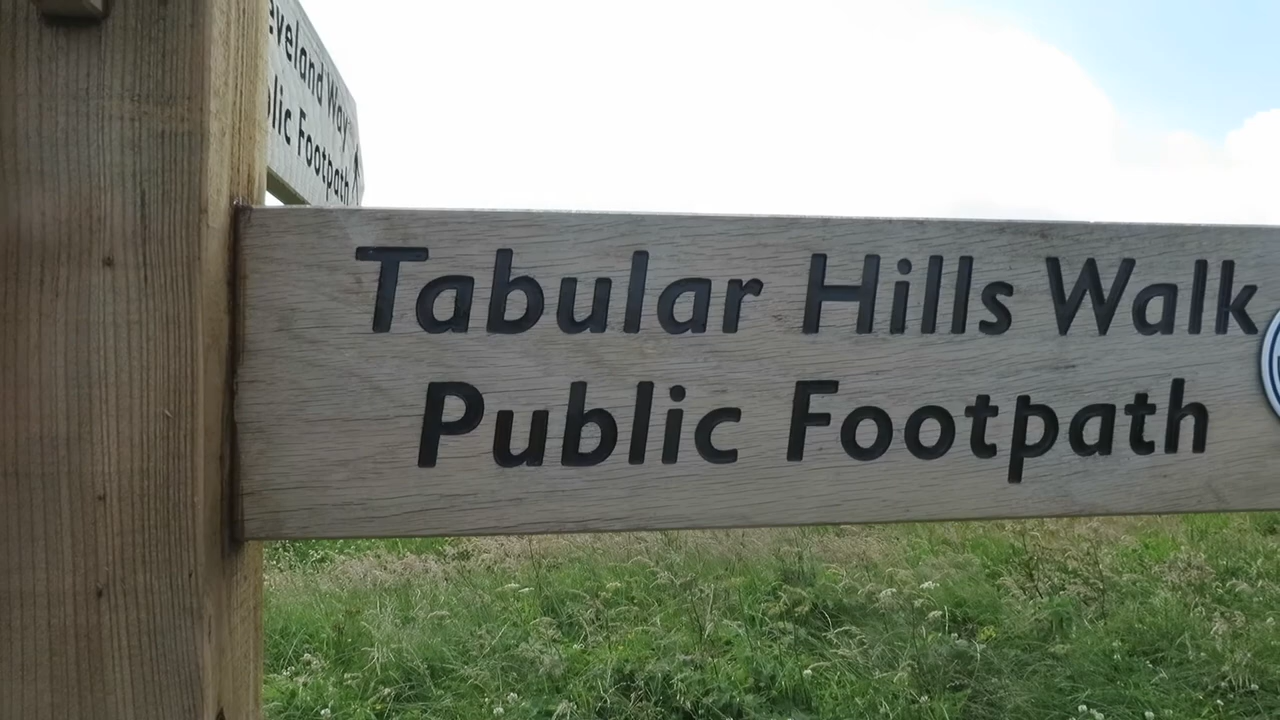 eveland Way
lic Footpath
Tabular Hills Walk
Public Footpath